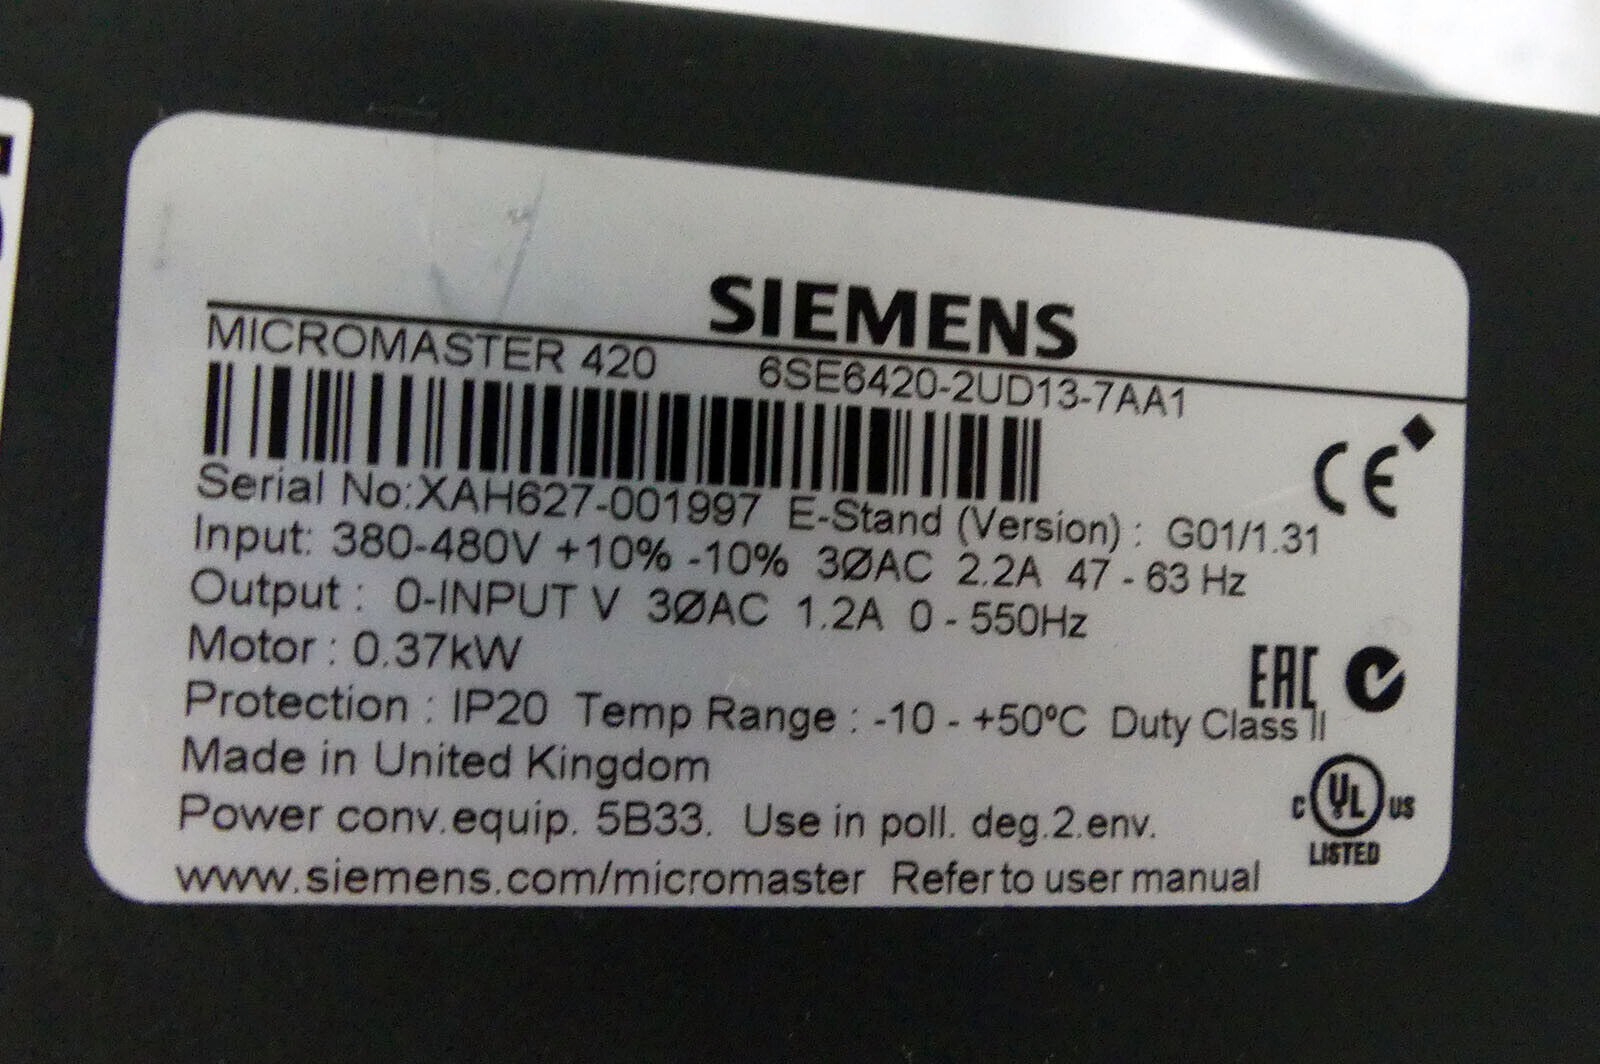 SIEMENS
MICROMASTER 420 6SE6420-2UD13-7AA1
CE
Serial No:XAH627-001997 E-Stand (Version) : G01/1.31
Input: 380-480V +10% -10% 3ØAC 2.2A 47 - 63 Hz
Output : 0-INPUT V 3ØAC 1.2A 0 - 550Hz
Motor : 0.37kW
EAC
Protection : IP20 Temp Range : -10 - +50ºC Duty Class II
Made in United Kingdom
Power conv.equip. 5B33. Use in poll. deg.2.env.
C UL US
LISTED
www.siemens.com/micromaster Refer to user manual